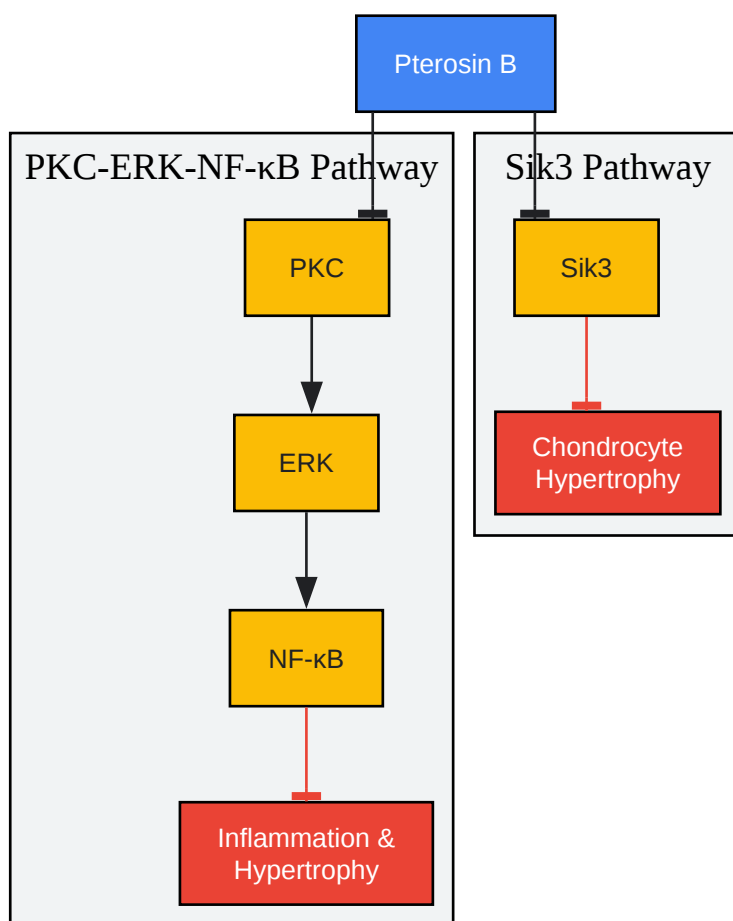 Pterosin B
PKC-ERK-NF-κB Pathway
Sik3 Pathway
PKC
Sik3
ERK
Chondrocyte
Hypertrophy
NF-κB
Inflammation &
Hypertrophy